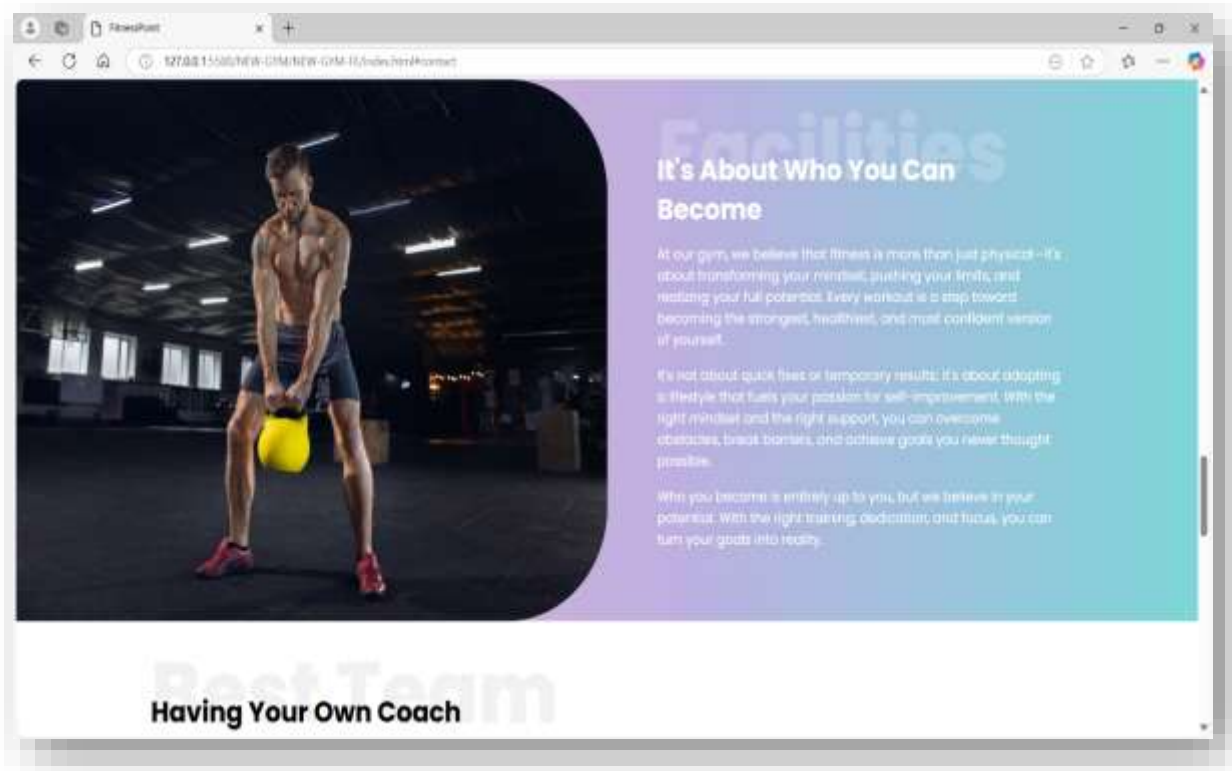 FitnessPoint
127.0.0.1:5500/NEW-GYM/NEW-GYM-FE/index.html#contact
Facilities
It's About Who You Can
Become
At our gym, we believe that fitness is more than just physical—it's
about transforming your mindset, pushing your limits, and
realizing your full potential. Every workout is a step toward
becoming the strongest, healthiest, and most confident version
of yourself.
It's not about quick fixes or temporary results; it's about adopting
a lifestyle that fuels your passion for self-improvement. With the
right mindset and the right support, you can overcome
obstacles, break barriers, and achieve goals you never thought
possible.
Who you become is entirely up to you, but we believe in your
potential. With the right training, dedication, and focus, you can
turn your goals into reality.
Best Team
Having Your Own Coach